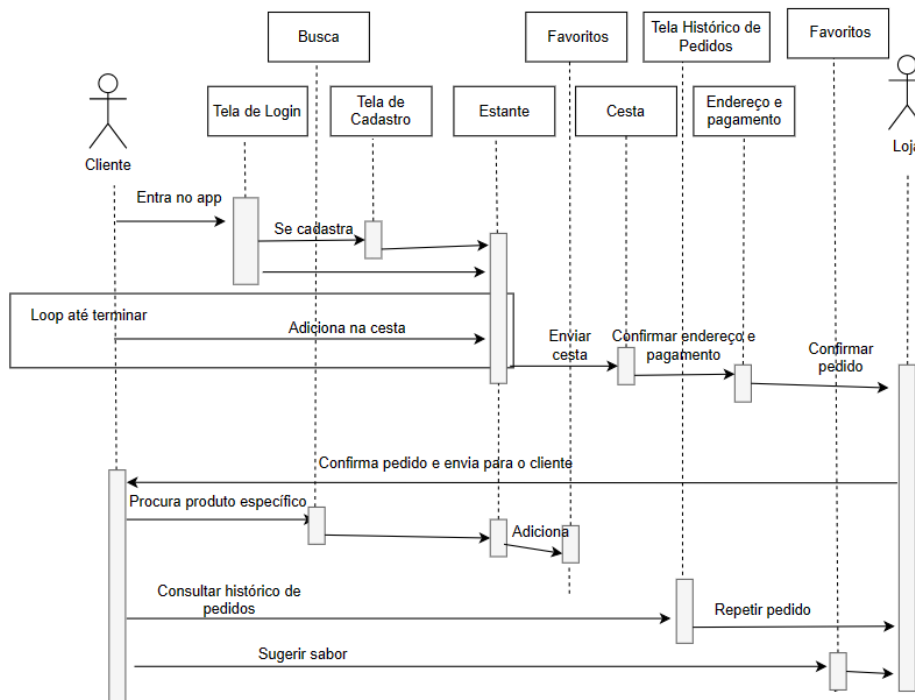 Busca
Favoritos
Tela Histórico de
Pedidos
Favoritos
Tela de Login
Tela de
Cadastro
Estante
Cesta
Endereço e
pagamento
Cliente
Loja
Entra no app
Se cadastra
Loop até terminar
Adiciona na cesta
Enviar
cesta
Confirmar endereço e
pagamento
Confirmar
pedido
Confirma pedido e envia para o cliente
Procura produto específico
Adiciona
Consultar histórico de
pedidos
Repetir pedido
Sugerir sabor